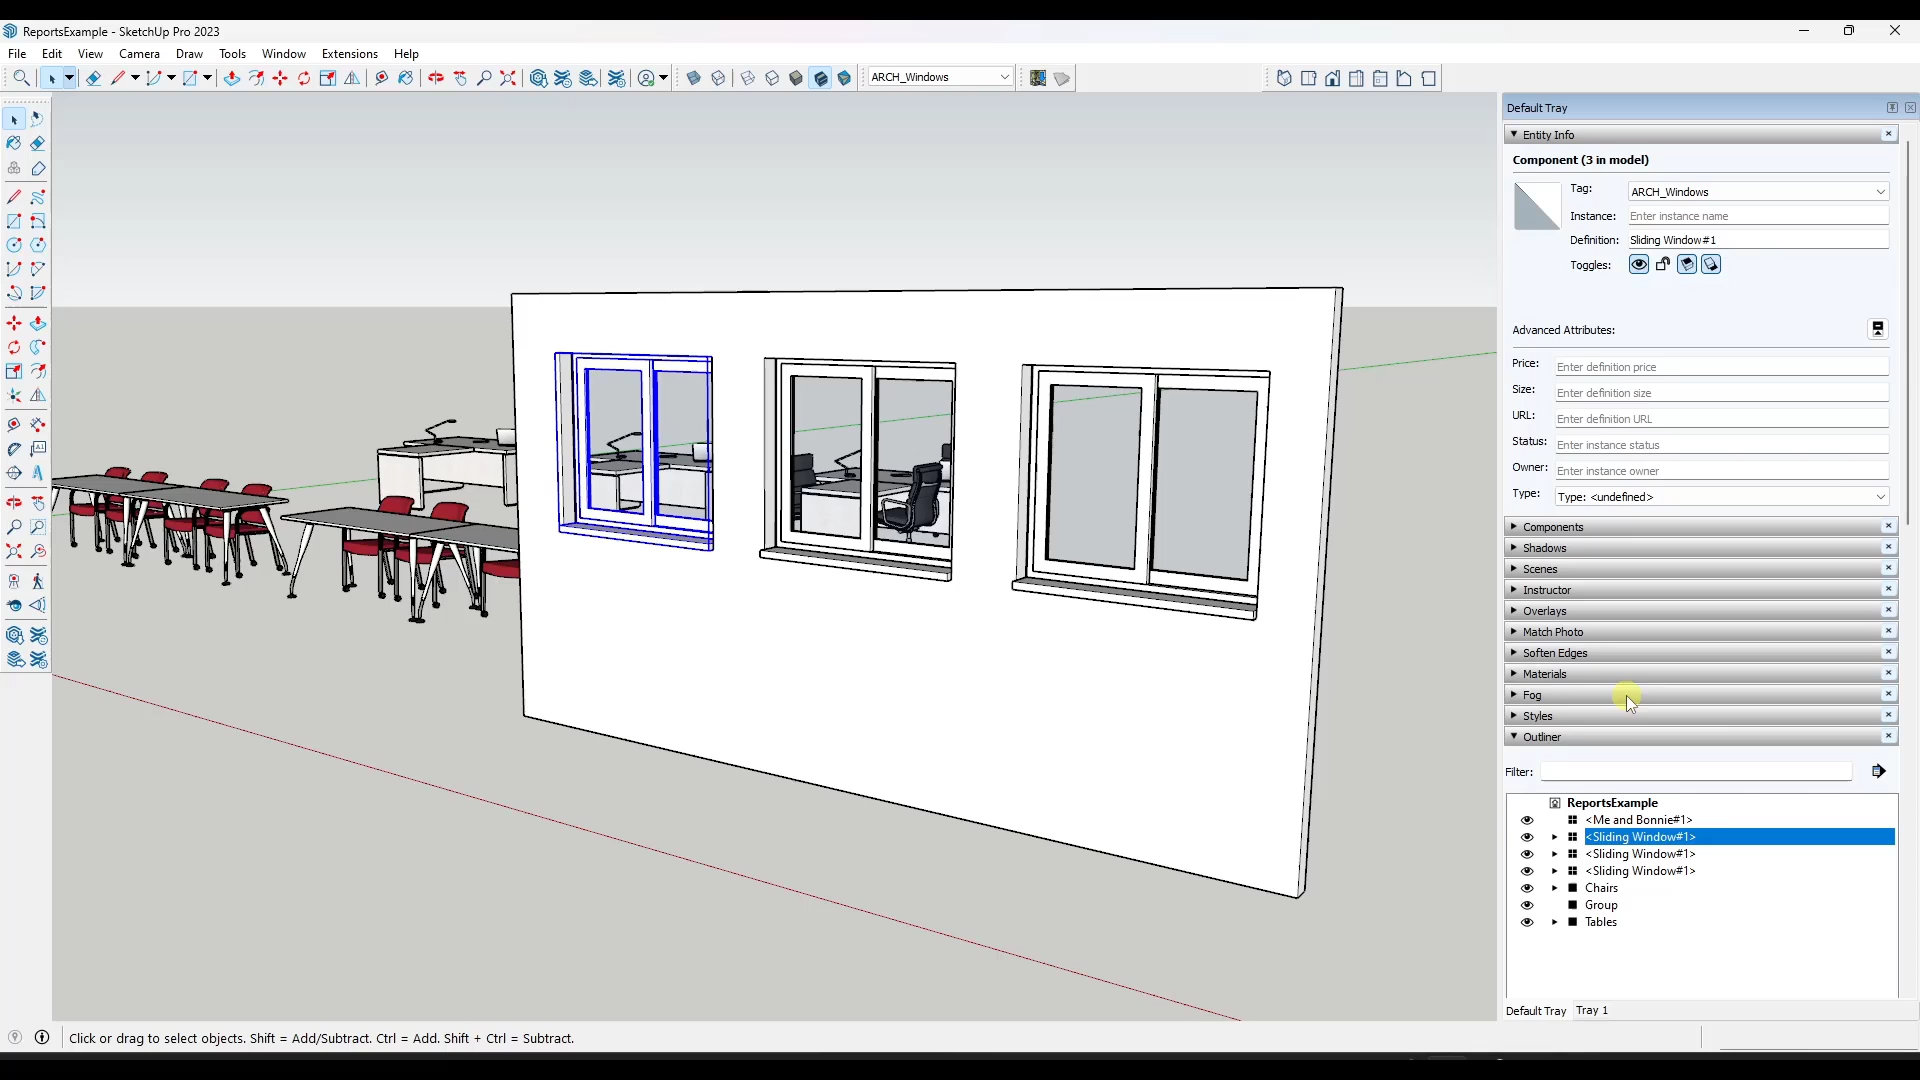 ReportsExample - SketchUp Pro 2023
File Edit View Camera Draw Tools Window Extensions Help
ARCH_Windows
Default Tray
Entity Info
Component (3 in model)
Tag: ARCH_Windows
Instance: Enter instance name
Definition: Sliding Window#1
Toggles:
Advanced Attributes:
Price: Enter definition price
Size: Enter definition size
URL: Enter definition URL
Status: Enter instance status
Owner: Enter instance owner
Type: Type: <undefined>
Components
Shadows
Scenes
Instructor
Overlays
Match Photo
Soften Edges
Materials
Fog
Styles
Outliner
Filter:
ReportsExample
<Me and Bonnie#1>
<Sliding Window#1>
<Sliding Window#1>
<Sliding Window#1>
Chairs
Group
Tables
Default Tray Tray 1
Click or drag to select objects. Shift = Add/Subtract. Ctrl = Add. Shift + Ctrl = Subtract.